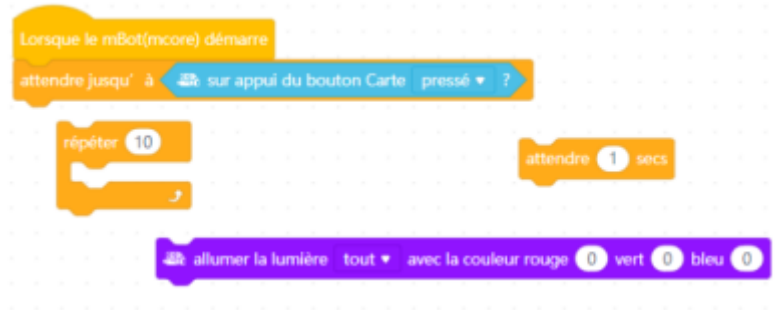 Lorsque le mBot(mcore) démarre
attendre jusqu' à sur appui du bouton Carte pressé ▾ ?
répéter 10
attendre 1 secs
allumer la lumière tout ▾ avec la couleur rouge 0 vert 0 bleu 0